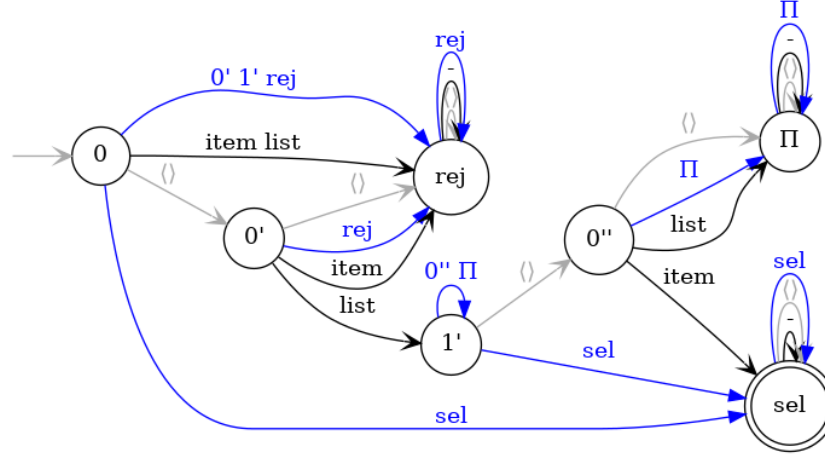 Π
-
⟨⟩
Π
rej
-
⟨⟩
rej
0' 1' rej
item list
0
⟨⟩
⟨⟩
0'
rej
item
list
⟨⟩
Π
list
item
0''
0'' Π
⟨⟩
1'
sel
sel
⟨⟩
-
sel
sel